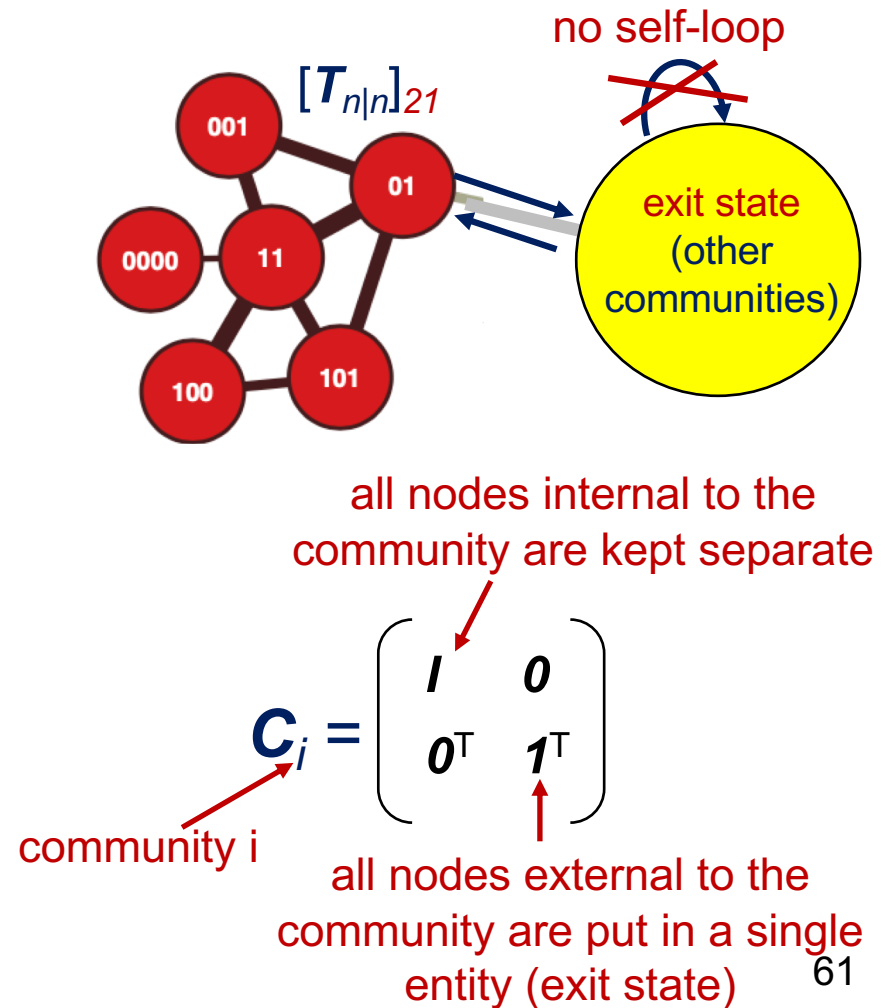 no self-loop
[T_{n|n}]_{21}
001
01
exit state
(other
communities)
0000
11
100
101
all nodes internal to the
community are kept separate
I 0
C_i =
0^T 1^T
community i
all nodes external to the
community are put in a single
entity (exit state)
61